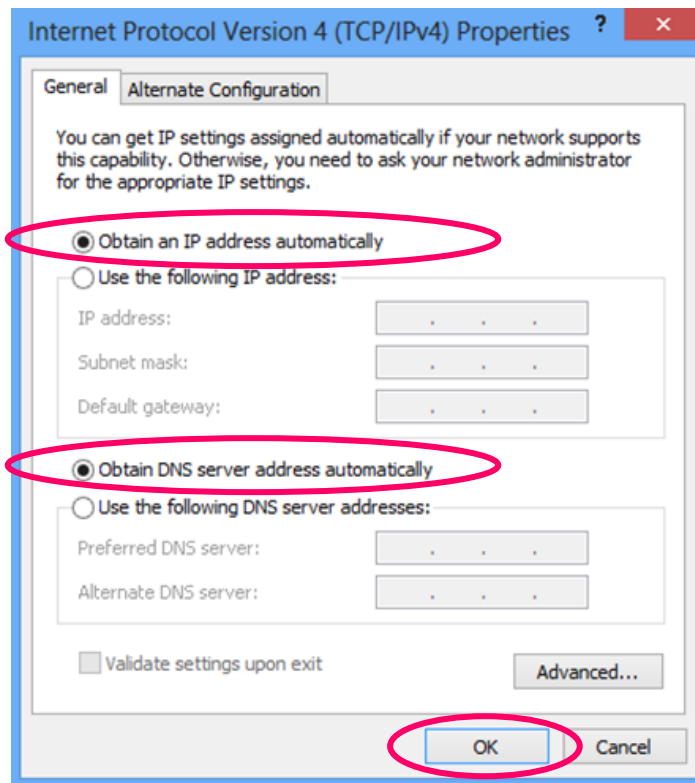 Internet Protocol Version 4 (TCP/IPv4) Properties ?
General Alternate Configuration
You can get IP settings assigned automatically if your network supports
this capability. Otherwise, you need to ask your network administrator
for the appropriate IP settings.
Obtain an IP address automatically
Use the following IP address:
IP address:
Subnet mask:
Default gateway:
Obtain DNS server address automatically
Use the following DNS server addresses:
Preferred DNS server:
Alternate DNS server:
Validate settings upon exit
Advanced...
OK Cancel